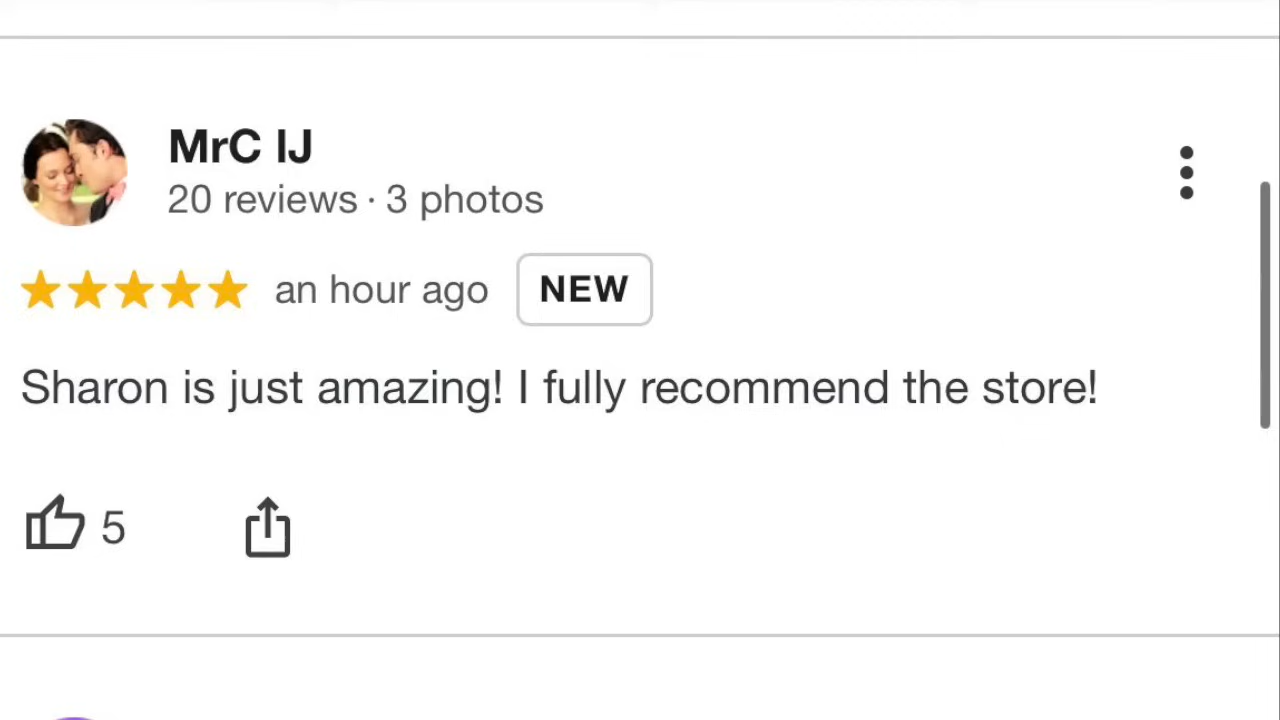 MrC IJ
20 reviews · 3 photos
an hour ago NEW
Sharon is just amazing! I fully recommend the store!
5